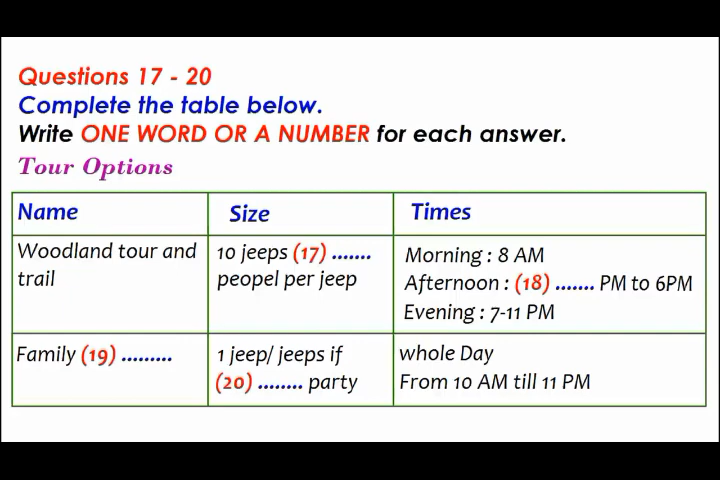 Questions 17 - 20
Complete the table below.
Write ONE WORD OR A NUMBER for each answer.
Tour Options
Name
Size
Times
Woodland tour and
trail
10 jeeps (17) .......
peopel per jeep
Morning : 8 AM
Afternoon : (18) ....... PM to 6PM
Evening : 7-11 PM
Family (19) .........
1 jeep/ jeeps if
(20) ........ party
whole Day
From 10 AM till 11 PM